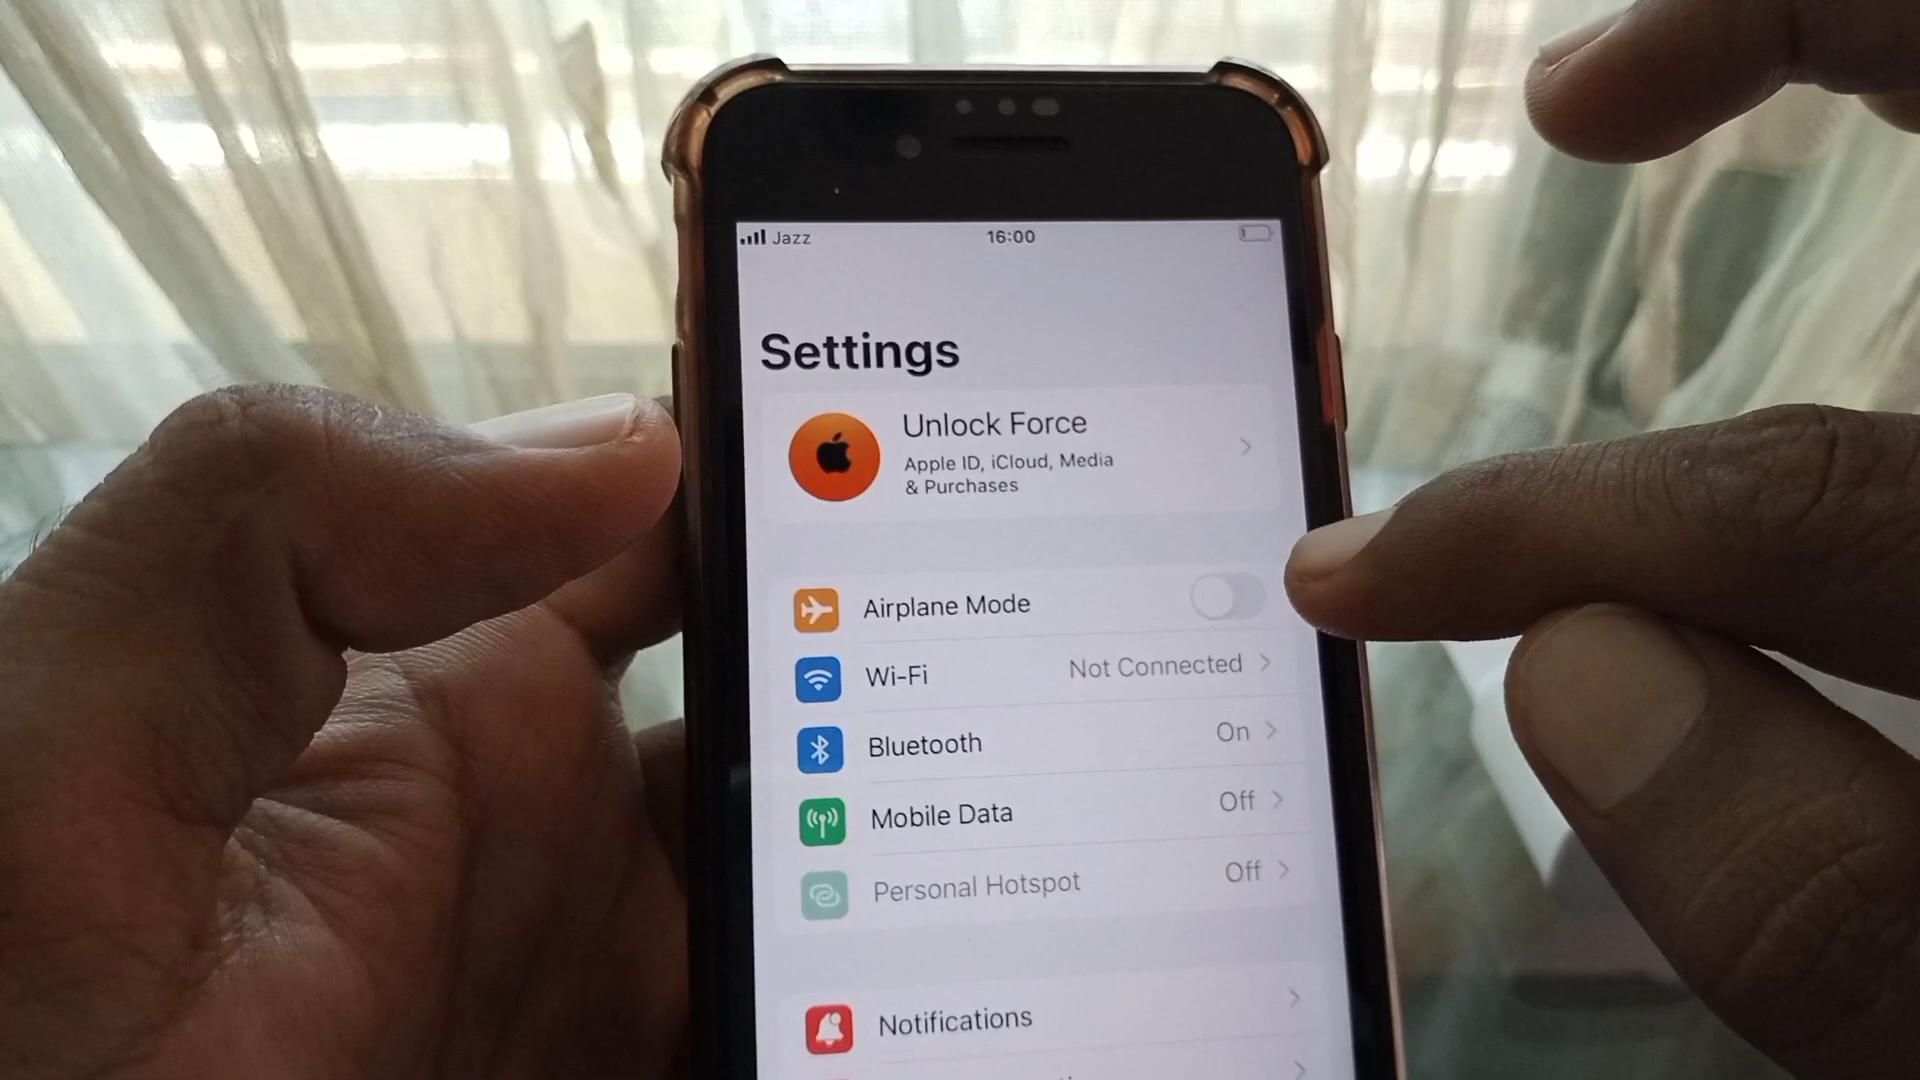 Jazz
16:00
Settings
Unlock Force
Apple ID, iCloud, Media
& Purchases
Airplane Mode
Wi-Fi
Not Connected
Bluetooth
On
Mobile Data
Off
Personal Hotspot
Off
Notifications